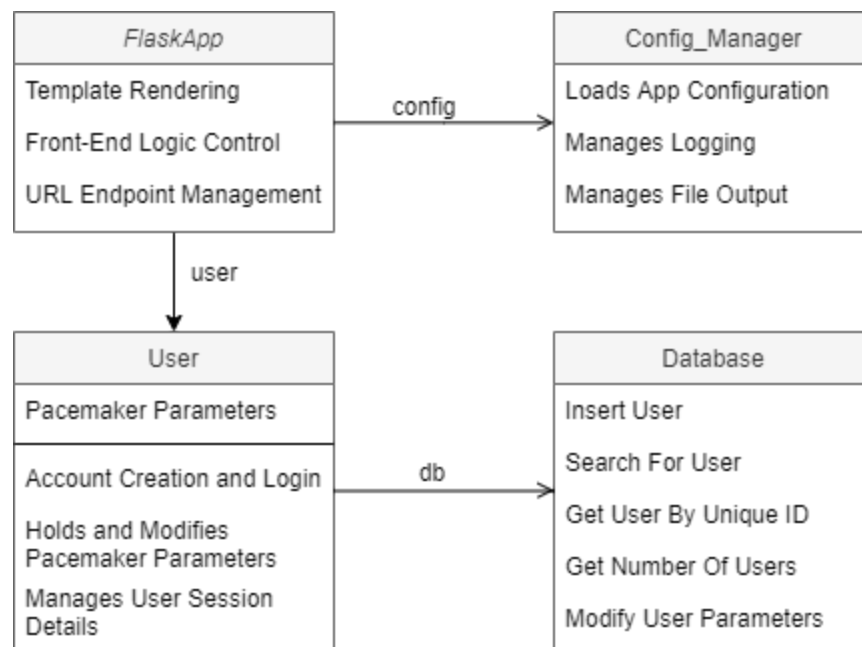 FlaskApp
Template Rendering
Front-End Logic Control
URL Endpoint Management
config
Config_Manager
Loads App Configuration
Manages Logging
Manages File Output
user
User
Pacemaker Parameters
Account Creation and Login
Holds and Modifies
Pacemaker Parameters
Manages User Session
Details
db
Database
Insert User
Search For User
Get User By Unique ID
Get Number Of Users
Modify User Parameters